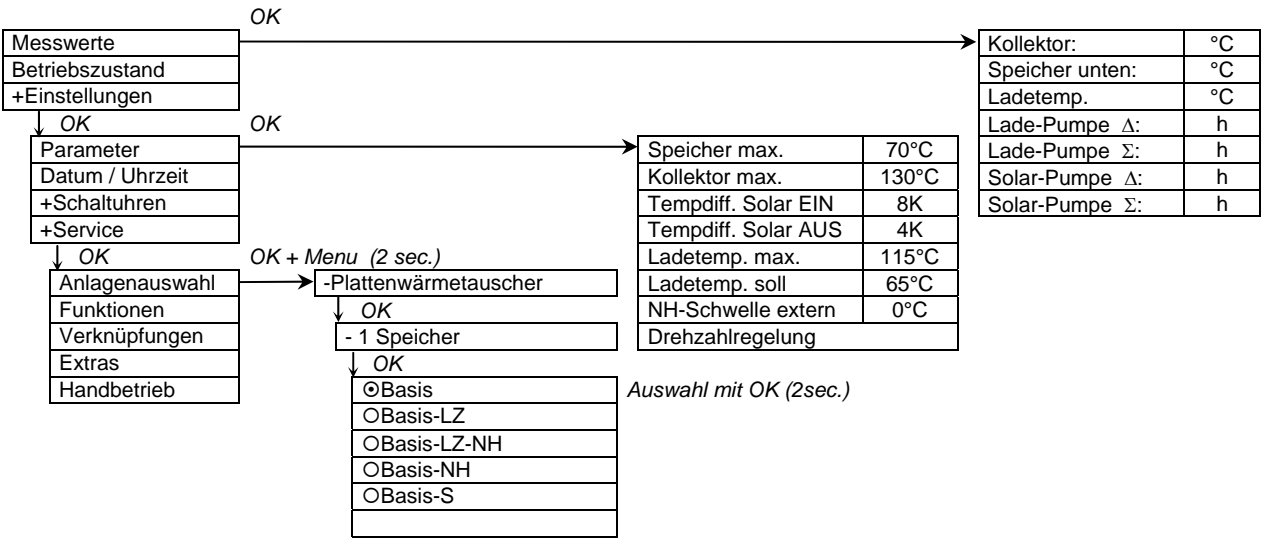 OK
Messwerte
Betriebszustand
+Einstellungen
Kollektor: °C
Speicher unten: °C
Ladetemp. °C
Lade-Pumpe Δ: h
Lade-Pumpe Σ: h
Solar-Pumpe Δ: h
Solar-Pumpe Σ: h
OK
OK
Parameter
Datum / Uhrzeit
+Schaltuhren
+Service
Speicher max. 70°C
Kollektor max. 130°C
Tempdiff. Solar EIN 8K
Tempdiff. Solar AUS 4K
Ladetemp. max. 115°C
Ladetemp. soll 65°C
NH-Schwelle extern 0°C
Drehzahlregelung
OK
OK + Menu (2 sec.)
Anlagenauswahl
Funktionen
Verknüpfungen
Extras
Handbetrieb
-Plattenwärmetauscher
OK
- 1 Speicher
OK
⊙Basis
○Basis-LZ
○Basis-LZ-NH
○Basis-NH
○Basis-S
Auswahl mit OK (2sec.)